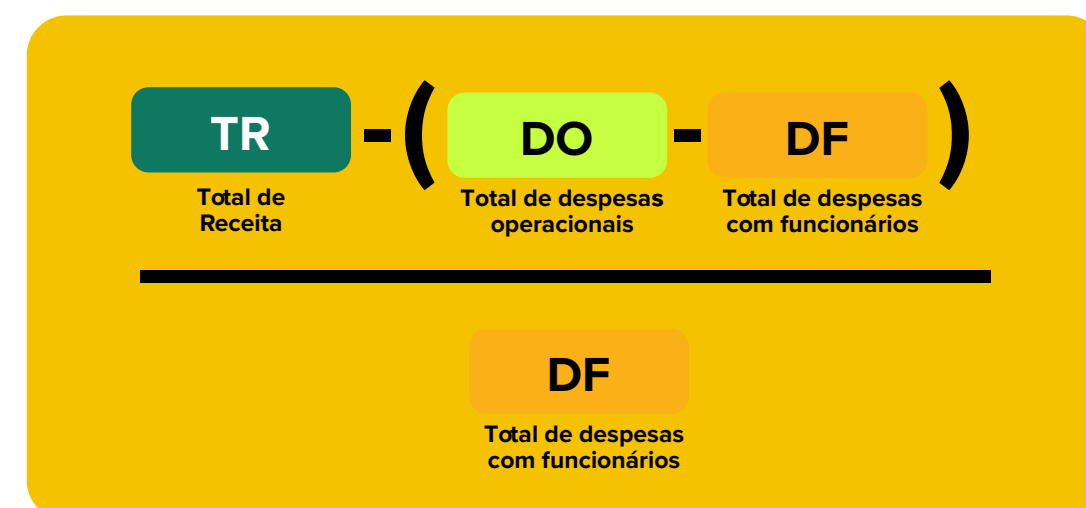 TR - ( DO - DF )
Total de
Receita
Total de despesas
operacionais
Total de despesas
com funcionários
DF
Total de despesas
com funcionários